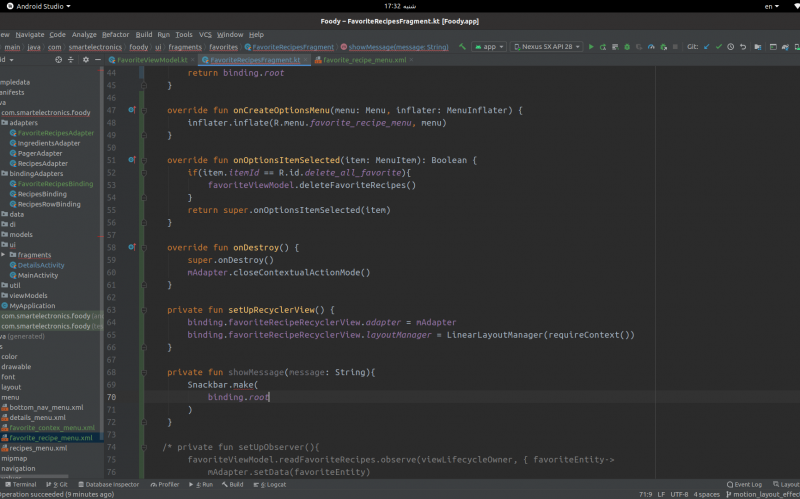 Android Studio
شنبه 17:32
en
Foody – FavoriteRecipesFragment.kt [Foody.app]
File Edit View Navigate Code Analyze Refactor Build Run Tools VCS Window Help
main java com smartelectronics foody ui fragments favorites FavoriteRecipesFragment showMessage(message: String) app Nexus SX API 28 Git:
FavoriteViewModel.kt FavoriteRecipesFragment.kt favorite_recipe_menu.xml
mpledata
anifests
va
com.smartelectronics.foody
adapters
FavoriteRecipesAdapter
IngredientsAdapter
PagerAdapter
RecipesAdapter
bindingAdapters
FavoriteRecipesBinding
RecipesBinding
RecipesRowBinding
data
di
models
ui
fragments
DetailsActivity
MainActivity
util
viewModels
MyApplication
com.smartelectronics.foody
com.smartelectronics.foody
va (generated)
es
color
drawable
font
layout
menu
bottom_nav_menu.xml
details_menu.xml
favorite_contex_menu.xml
favorite_recipe_menu.xml
recipes_menu.xml
mipmap
navigation
44 return binding.root
45 }
46
47 override fun onCreateOptionsMenu(menu: Menu, inflater: MenuInflater) {
48 inflater.inflate(R.menu.favorite_recipe_menu, menu)
49 }
50
51 override fun onOptionsItemSelected(item: MenuItem): Boolean {
52 if(item.itemId == R.id.delete_all_favorite){
53 favoriteViewModel.deleteFavoriteRecipes()
54 }
55 return super.onOptionsItemSelected(item)
56 }
57
58 override fun onDestroy() {
59 super.onDestroy()
60 mAdapter.closeContextualActionMode()
61 }
62
63 private fun setUpRecyclerView() {
64 binding.favoriteRecipeRecyclerView.adapter = mAdapter
65 binding.favoriteRecipeRecyclerView.layoutManager = LinearLayoutManager(requireContext())
66 }
67
68 private fun showMessage(message: String){
69 Snackbar.make(
70 binding.root
71 )
72 }
73
74 /* private fun setUpObserver(){
75 favoriteViewModel.readFavoriteRecipes.observe(viewLifecycleOwner, { favoriteEntity->
76 mAdapter.setData(favoriteEntity)
Terminal 9: Git Database Inspector Profiler 4: Run Build 6: Logcat Event Log Layout
Operation succeeded (9 minutes ago) 71:9 LF UTF-8 4 spaces motion_layout_effect